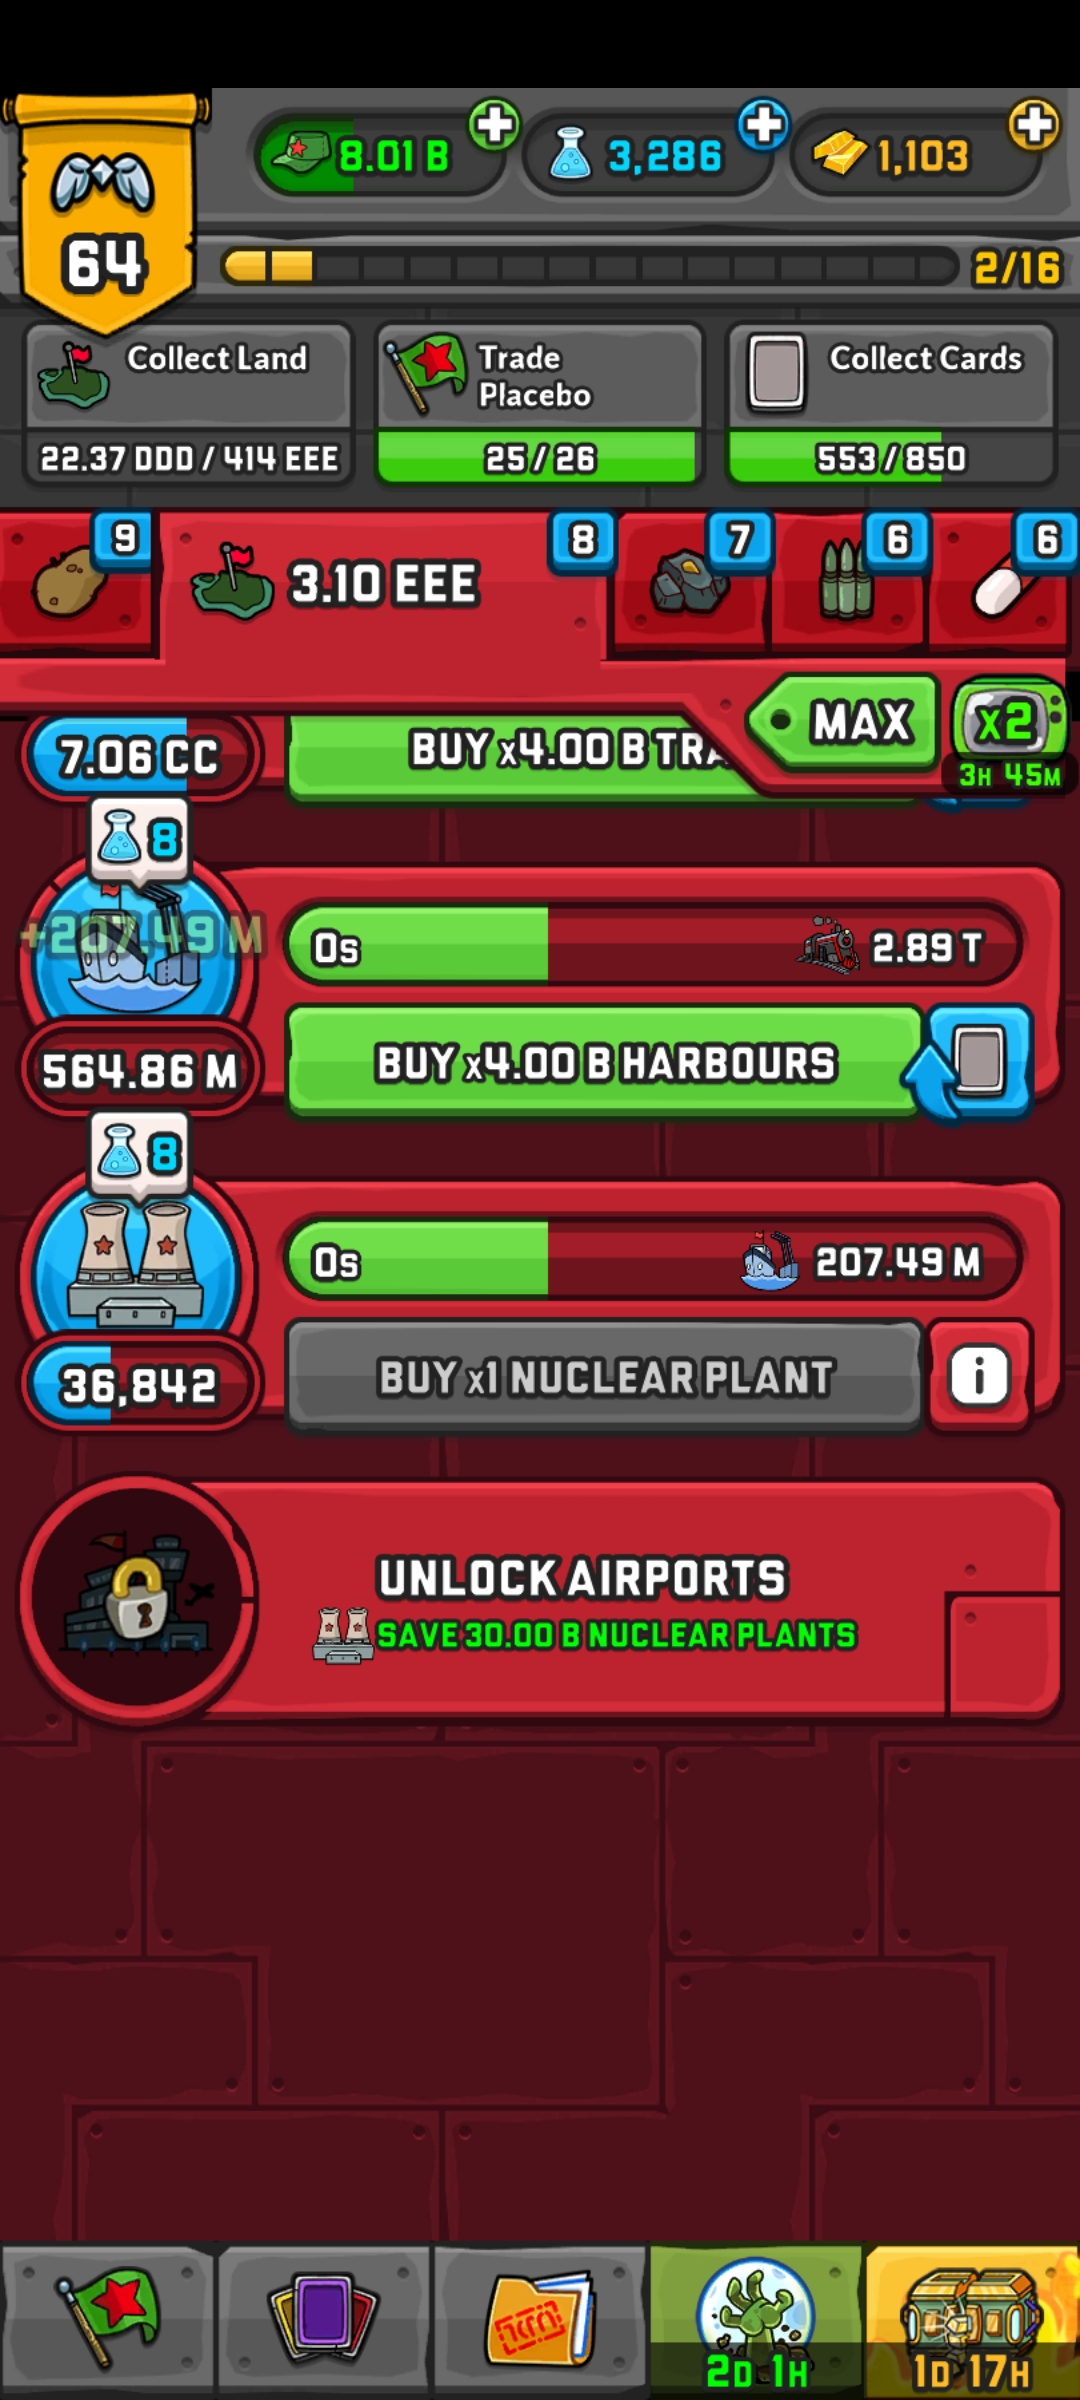 64
8.01 B
3,286
1,103
2/16
Collect Land
22.37 DDD / 414 EEE
Trade
Placebo
25 / 26
Collect Cards
553 / 850
9
3.10 EEE
8
7
6
6
MAX
x2
3H 45M
7.06 CC
BUY x4.00 B TRA
8
+207.49 M
0s
2.89 T
564.86 M
BUY x4.00 B HARBOURS
8
0s
207.49 M
36,842
BUY x1 NUCLEAR PLANT
i
UNLOCK AIRPORTS
SAVE 30.00 B NUCLEAR PLANTS
2D 1H
1D 17H